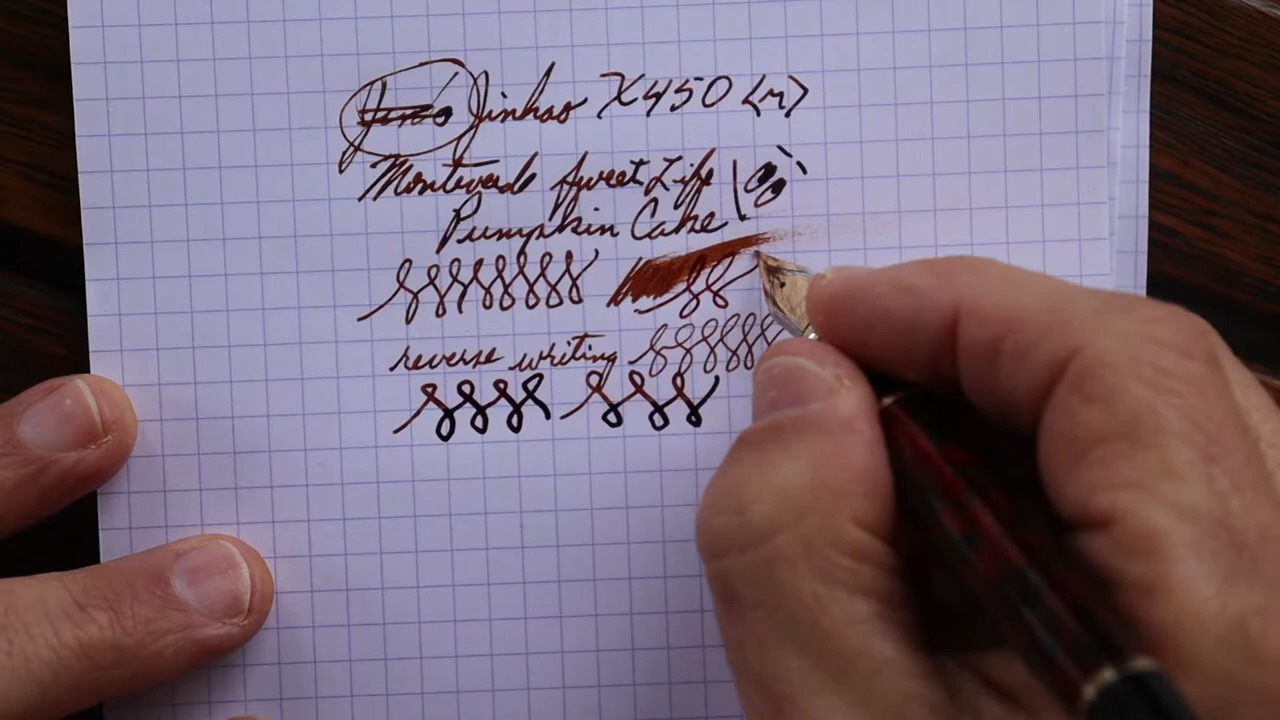 Jinhao X450 <M>
Monteverde Sweet Life
Pumpkin Cake
reverse writing